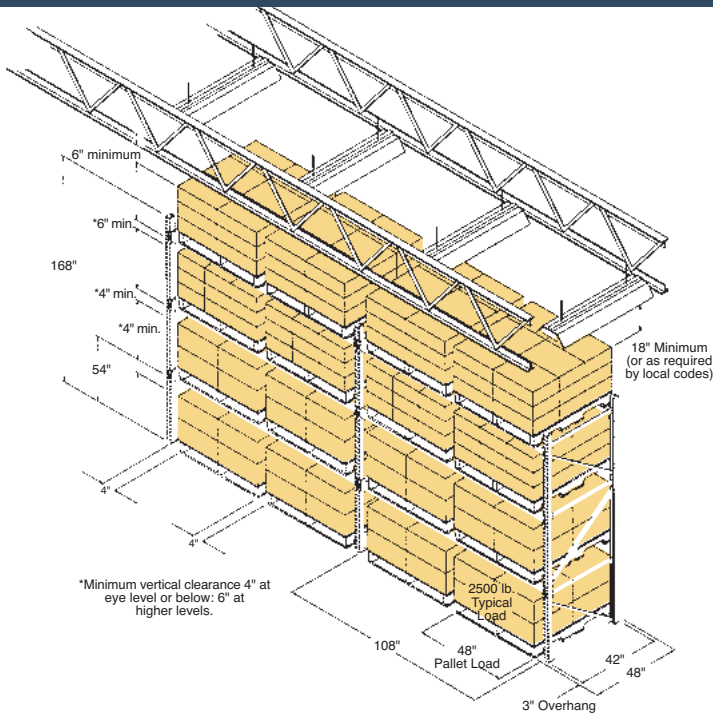 6" minimum
*6" min.
168"
*4" min.
*4" min.
54"
18" Minimum
(or as required
by local codes)
4"
4"
*Minimum vertical clearance 4" at
eye level or below: 6" at
higher levels.
2500 lb.
Typical
Load
108"
48"
Pallet Load
42"
48"
3" Overhang